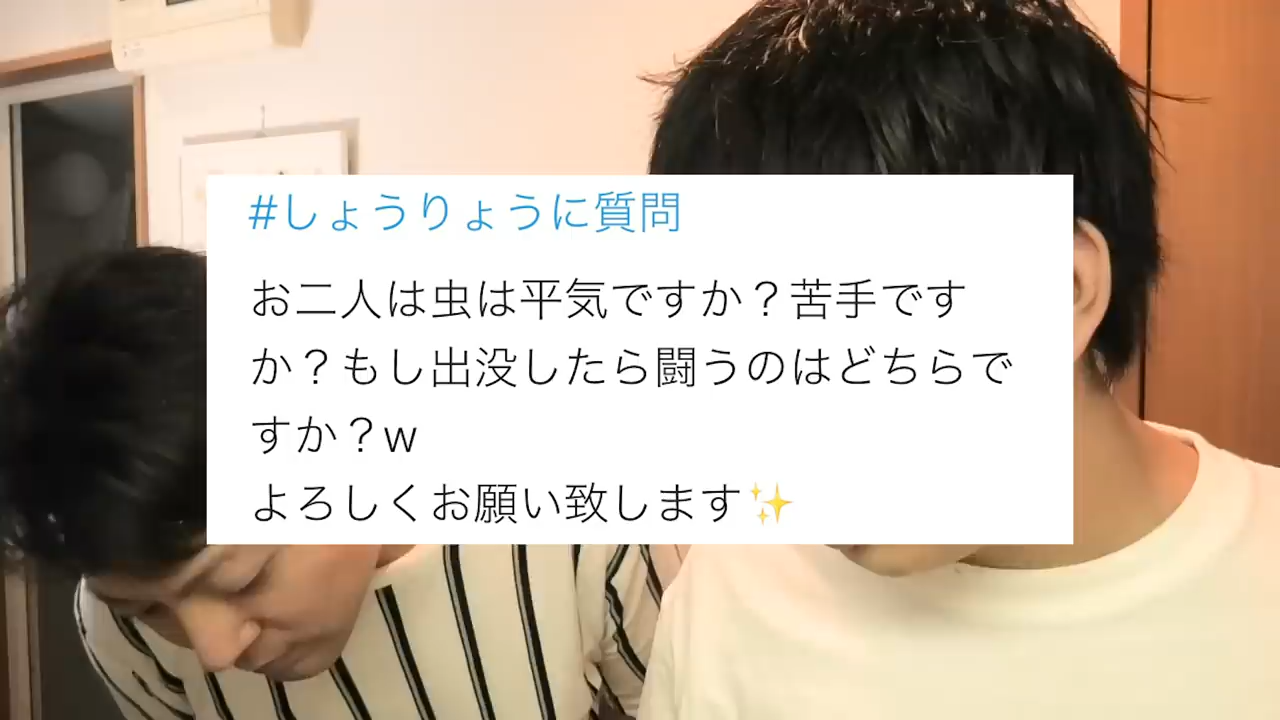 #しょうりょうに質問
お二人は虫は平気ですか？苦手です
か？もし出没したら闘うのはどちらで
すか？w
よろしくお願い致します✨